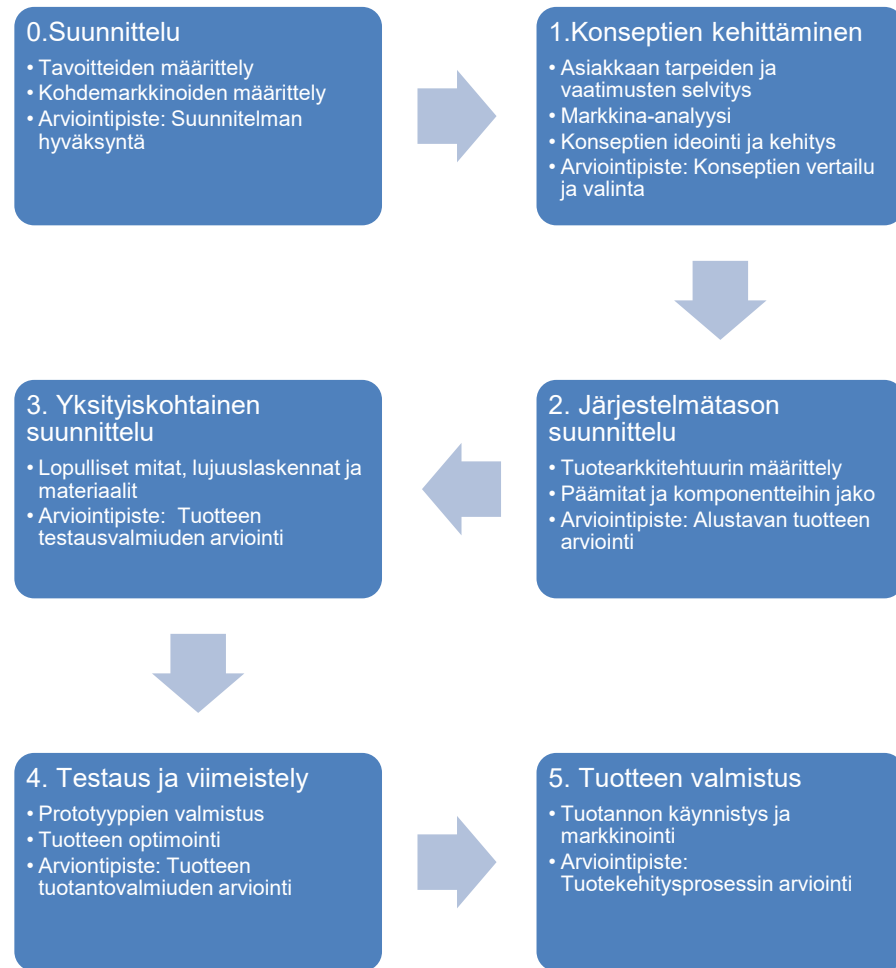 0.Suunnittelu
• Tavoitteiden määrittely
• Kohdemarkkinoiden määrittely
• Arviointipiste: Suunnitelman
hyväksyntä
1.Konseptien kehittäminen
• Asiakkaan tarpeiden ja
vaatimusten selvitys
• Markkina-analyysi
• Konseptien ideointi ja kehitys
• Arviointipiste: Konseptien vertailu
ja valinta
2. Järjestelmätason
suunnittelu
• Tuotearkkitehtuurin määrittely
• Päämitat ja komponentteihin jako
• Arviointipiste: Alustavan tuotteen
arviointi
3. Yksityiskohtainen
suunnittelu
• Lopulliset mitat, lujuuslaskennat ja
materiaalit
• Arviointipiste:  Tuotteen
testausvalmiuden arviointi
4. Testaus ja viimeistely
• Prototyyppien valmistus
• Tuotteen optimointi
• Arviontipiste: Tuotteen
tuotantovalmiuden arviointi
5. Tuotteen valmistus
• Tuotannon käynnistys ja
markkinointi
• Arviointipiste:
Tuotekehitysprosessin arviointi